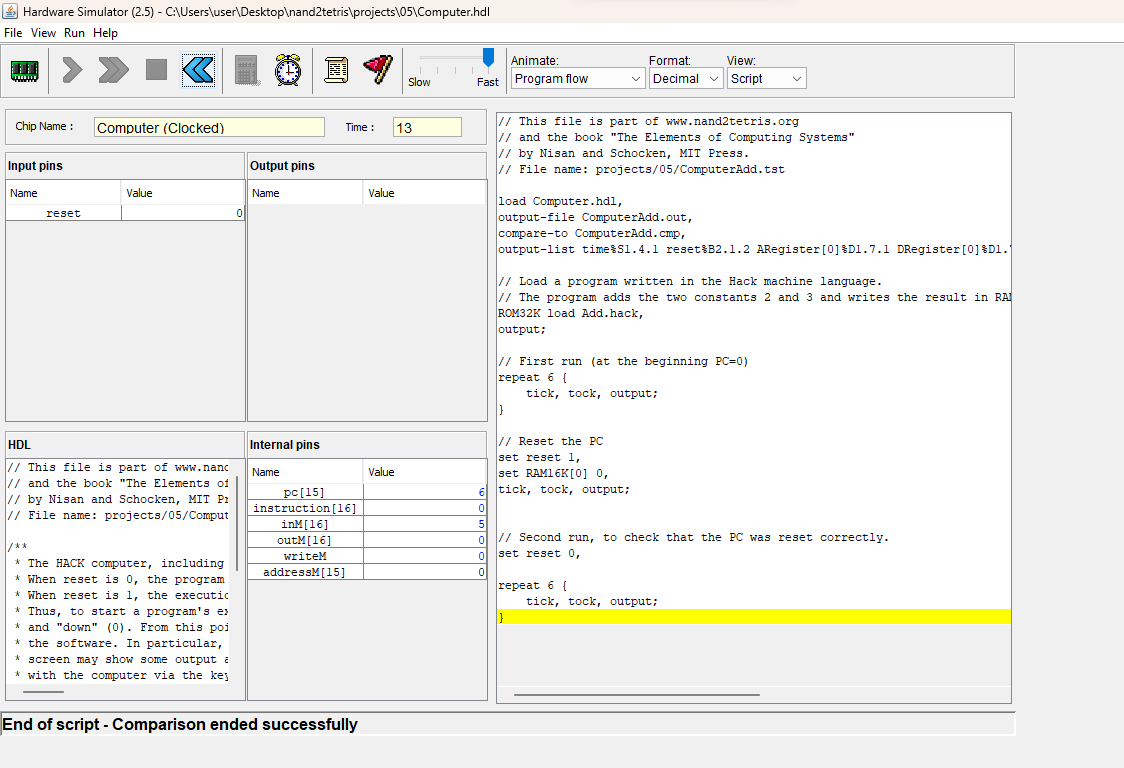 Hardware Simulator (2.5) - C:\Users\user\Desktop\nand2tetris\projects\05\Computer.hdl
File View Run Help
Slow Fast
Animate: Format: View:
Program flow Decimal Script
Chip Name : Computer (Clocked) Time : 13
Input pins
Name Value
reset 0
Output pins
Name Value
HDL
// This file is part of www.nand
// and the book "The Elements of
// by Nisan and Schocken, MIT Pr
// File name: projects/05/Comput
/**
* The HACK computer, including
* When reset is 0, the program
* When reset is 1, the executio
* Thus, to start a program's ex
* and "down" (0). From this poi
* the software. In particular,
* screen may show some output a
* with the computer via the key
Internal pins
Name Value
pc[15] 6
instruction[16] 0
inM[16] 5
outM[16] 0
writeM 0
addressM[15] 0
// This file is part of www.nand2tetris.org
// and the book "The Elements of Computing Systems"
// by Nisan and Schocken, MIT Press.
// File name: projects/05/ComputerAdd.tst
load Computer.hdl,
output-file ComputerAdd.out,
compare-to ComputerAdd.cmp,
output-list time%S1.4.1 reset%B2.1.2 ARegister[0]%D1.7.1 DRegister[0]%D1.
// Load a program written in the Hack machine language.
// The program adds the two constants 2 and 3 and writes the result in RAM
ROM32K load Add.hack,
output;
// First run (at the beginning PC=0)
repeat 6 {
tick, tock, output;
}
// Reset the PC
set reset 1,
set RAM16K[0] 0,
tick, tock, output;
// Second run, to check that the PC was reset correctly.
set reset 0,
repeat 6 {
tick, tock, output;
}
End of script - Comparison ended successfully